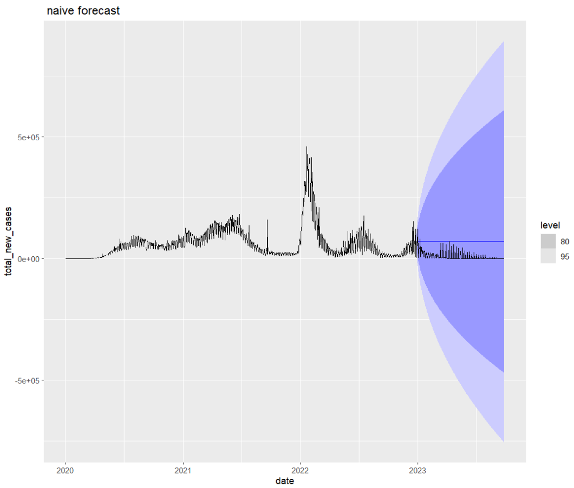 naive forecast
5e+05
0e+00
-5e+05
total_new_cases
2020
2021
2022
2023
date
level
80
95